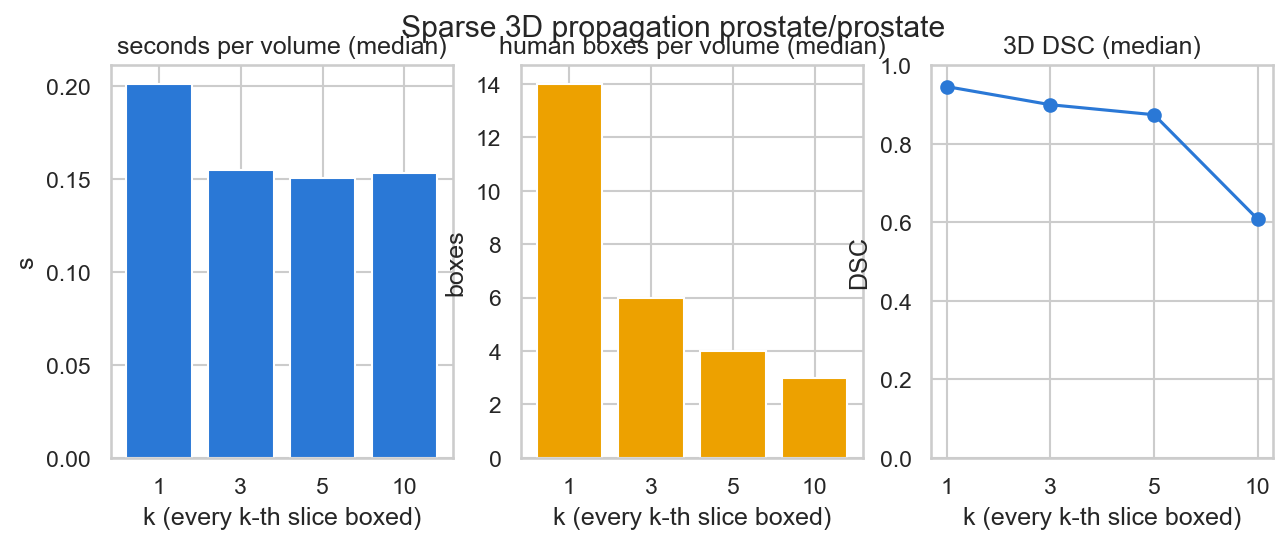 Sparse 3D propagation prostate/prostate
seconds per volume (median)
s
0.20
0.15
0.10
0.05
0.00
1 3 5 10
k (every k-th slice boxed)
human boxes per volume (median)
boxes
14
12
10
8
6
4
2
0
1 3 5 10
k (every k-th slice boxed)
3D DSC (median)
DSC
1.0
0.8
0.6
0.4
0.2
0.0
1 3 5 10
k (every k-th slice boxed)